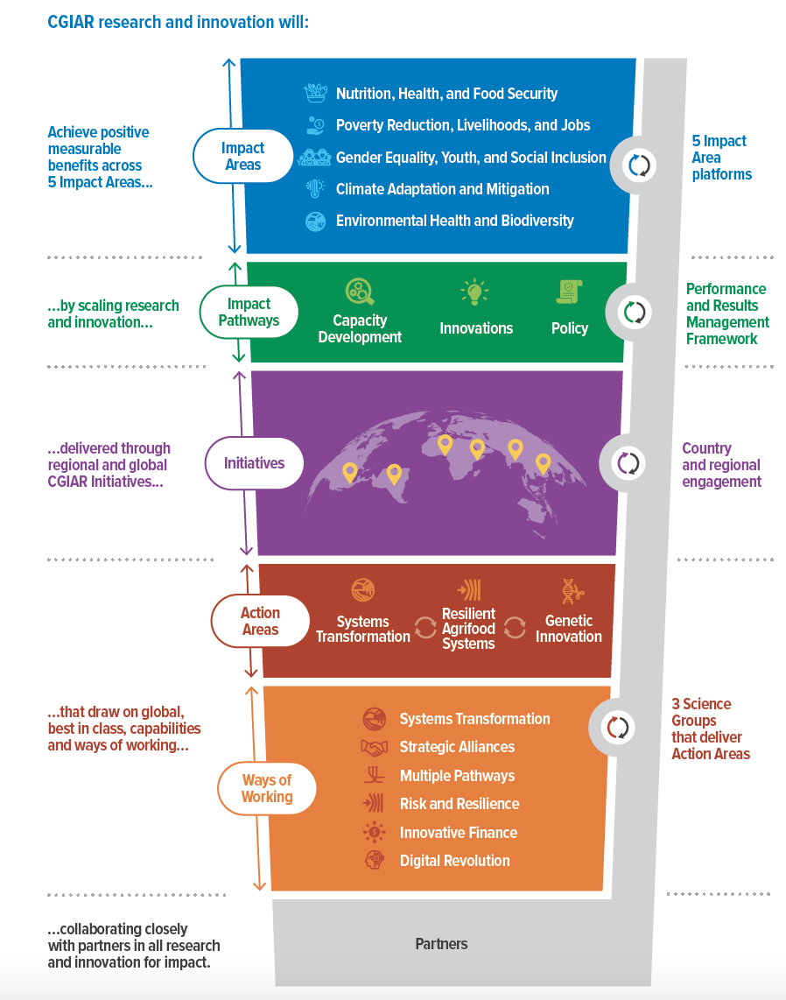 CGIAR research and innovation will:
Achieve positive
measurable
benefits across
5 Impact Areas...
Impact
Areas
Nutrition, Health, and Food Security
Poverty Reduction, Livelihoods, and Jobs
Gender Equality, Youth, and Social Inclusion
Climate Adaptation and Mitigation
Environmental Health and Biodiversity
5 Impact
Area
platforms
...by scaling research
and innovation...
Impact
Pathways
Capacity
Development
Innovations
Policy
Performance
and Results
Management
Framework
...delivered through
regional and global
CGIAR Initiatives...
Initiatives
Country
and regional
engagement
Action
Areas
Systems
Transformation
Resilient
Agrifood
Systems
Genetic
Innovation
...that draw on global,
best in class, capabilities
and ways of working...
Ways of
Working
Systems Transformation
Strategic Alliances
Multiple Pathways
Risk and Resilience
Innovative Finance
Digital Revolution
3 Science
Groups
that deliver
Action Areas
...collaborating closely
with partners in all research
and innovation for impact.
Partners